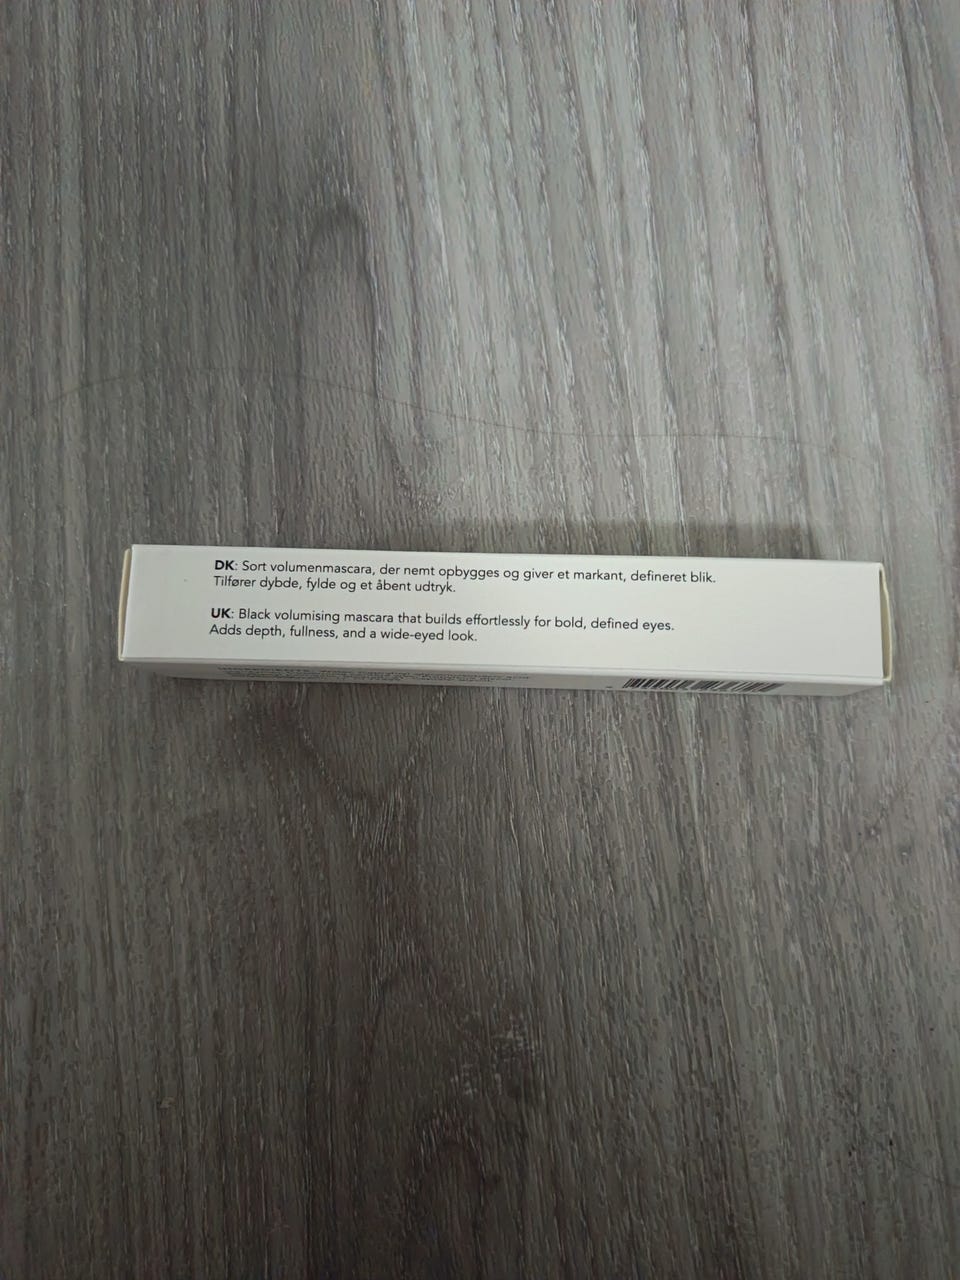 DK: Sort volumenmascara, der nemt opbygges og giver et markant, defineret blik.
Tilfører dybde, fylde og et åbent udtryk.
UK: Black volumising mascara that builds effortlessly for bold, defined eyes.
Adds depth, fullness, and a wide-eyed look.